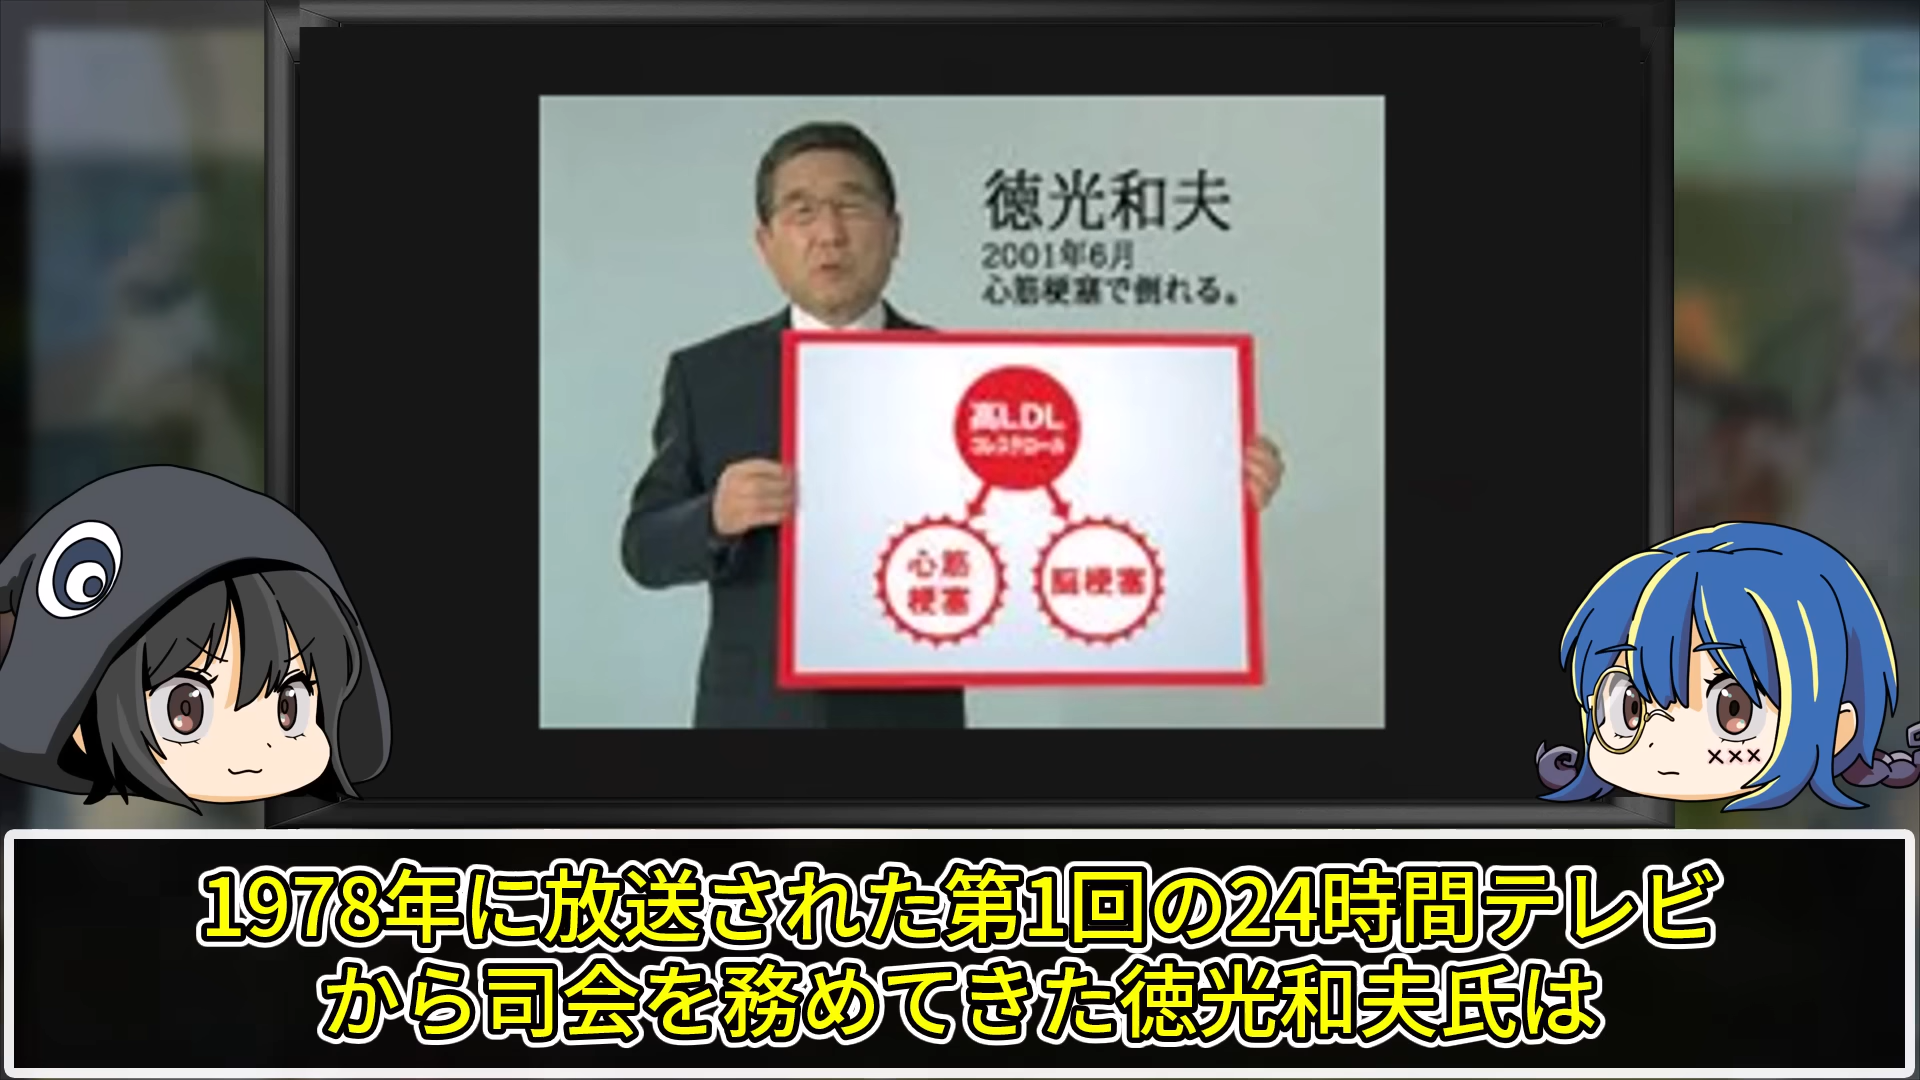 徳光和夫
2001年6月
心筋梗塞で倒れる。
高LDL
コレステロール
心筋
梗塞
脳梗塞
×××
1978年に放送された第1回の24時間テレビ
から司会を務めてきた徳光和夫氏は